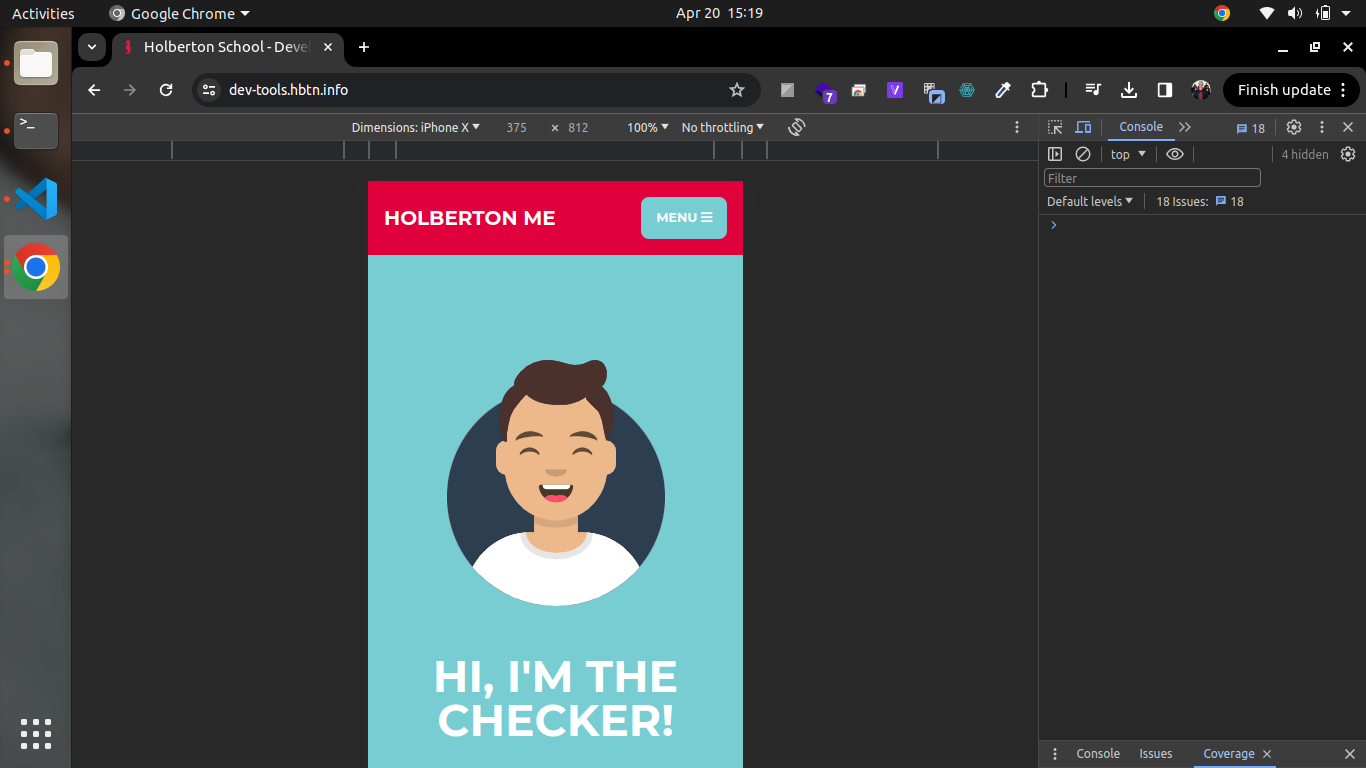 Activities
Google Chrome
Apr 20 15:19
Holberton School - Devel
dev-tools.hbtn.info
7
Finish update
Dimensions: iPhone X
375 × 812
100%
No throttling
Console
18
top
4 hidden
Filter
Default levels
18 Issues: 18
HOLBERTON ME
MENU
HI, I'M THE
CHECKER!
Console
Issues
Coverage